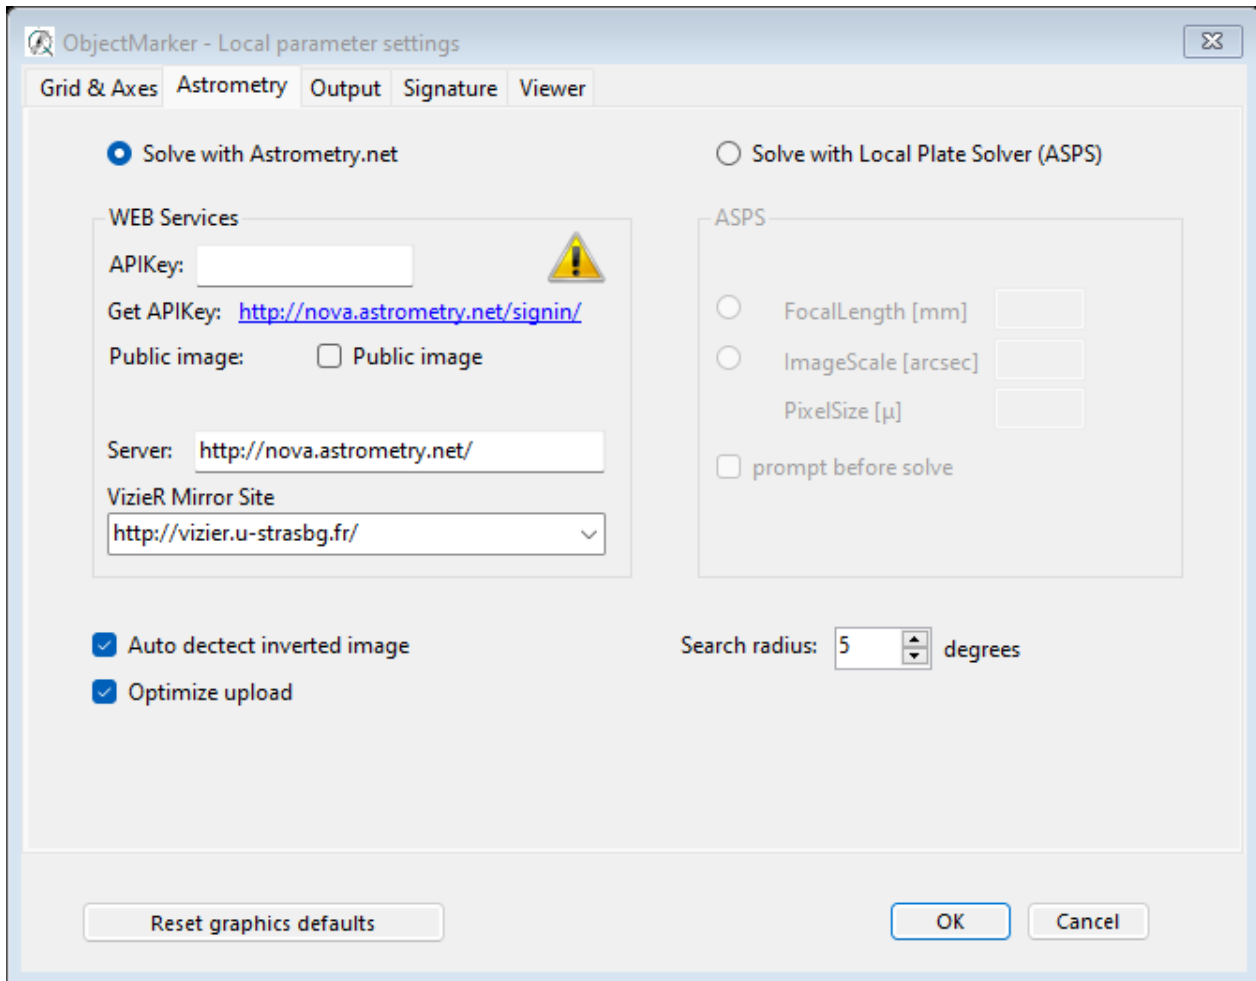 ObjectMarker - Local parameter settings
Grid & Axes Astrometry Output Signature Viewer
Solve with Astrometry.net
Solve with Local Plate Solver (ASPS)
WEB Services
APIKey:
Get APIKey: http://nova.astrometry.net/signin/
Public image: Public image
Server: http://nova.astrometry.net/
VizieR Mirror Site
http://vizier.u-strasbg.fr/
ASPS
FocalLength [mm]
ImageScale [arcsec]
PixelSize [µ]
prompt before solve
Auto dectect inverted image
Optimize upload
Search radius: 5 degrees
Reset graphics defaults
OK Cancel